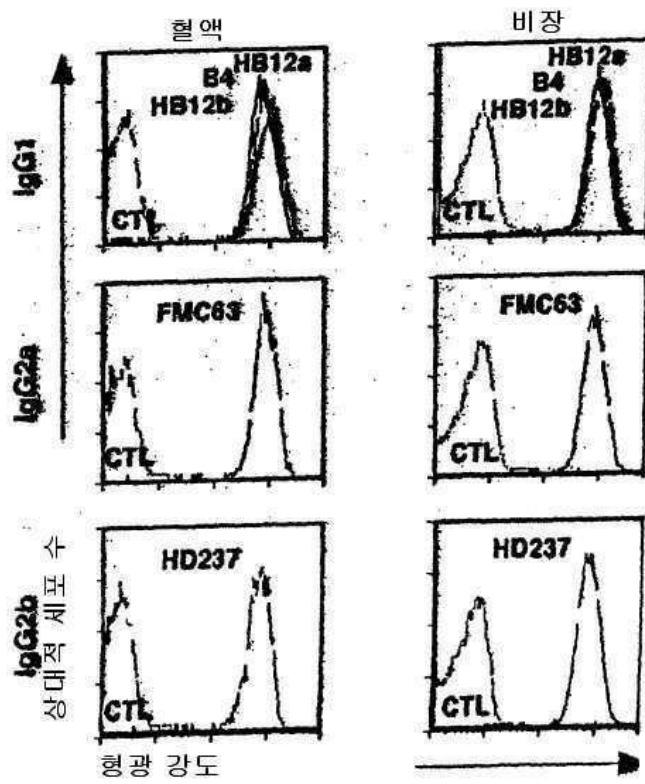 혈액
비장
IgG1
HB12a
B4
HB12b
CTL
HB12a
B4
HB12b
CTL
IgG2a
FMC63
CTL
FMC63
CTL
IgG2b
상대적 세포 수
HD237
CTL
HD237
CTL
형광 강도